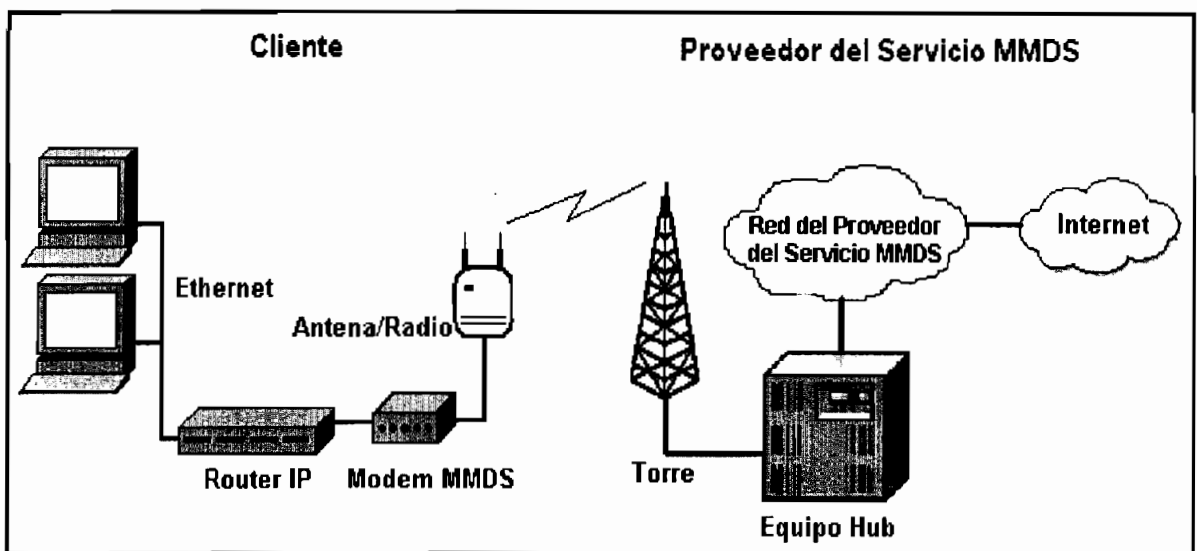 Cliente
Proveedor del Servicio MMDS
Red del Proveedor
del Servicio MMDS
Internet
Ethernet
Antena/Radio
Router IP
Modem MMDS
Torre
Equipo Hub